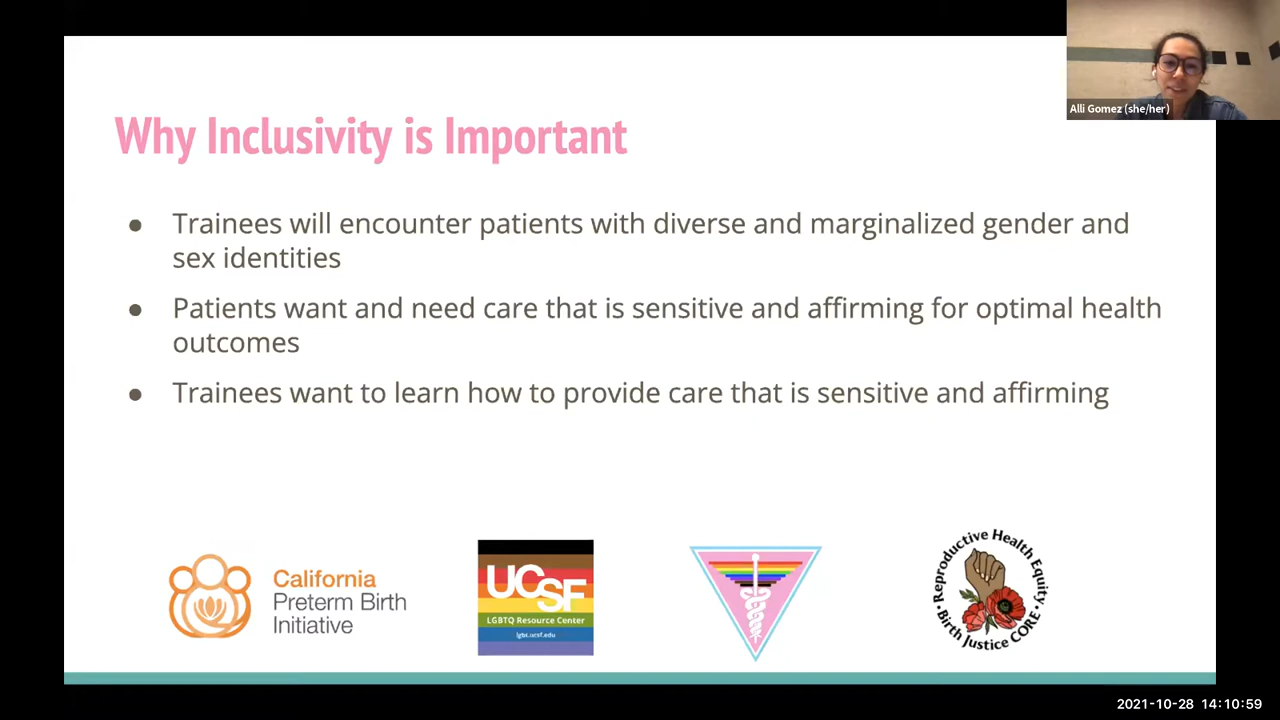 Alli Gomez (she/her)
Why Inclusivity is Important
● Trainees will encounter patients with diverse and marginalized gender and
sex identities
● Patients want and need care that is sensitive and affirming for optimal health
outcomes
● Trainees want to learn how to provide care that is sensitive and affirming
California
Preterm Birth
Initiative
UCSF
LGBTQ Resource Center
lgbt.ucsf.edu
Reproductive Health Equity
• Birth Justice CORE •
2021-10-28 14:10:59